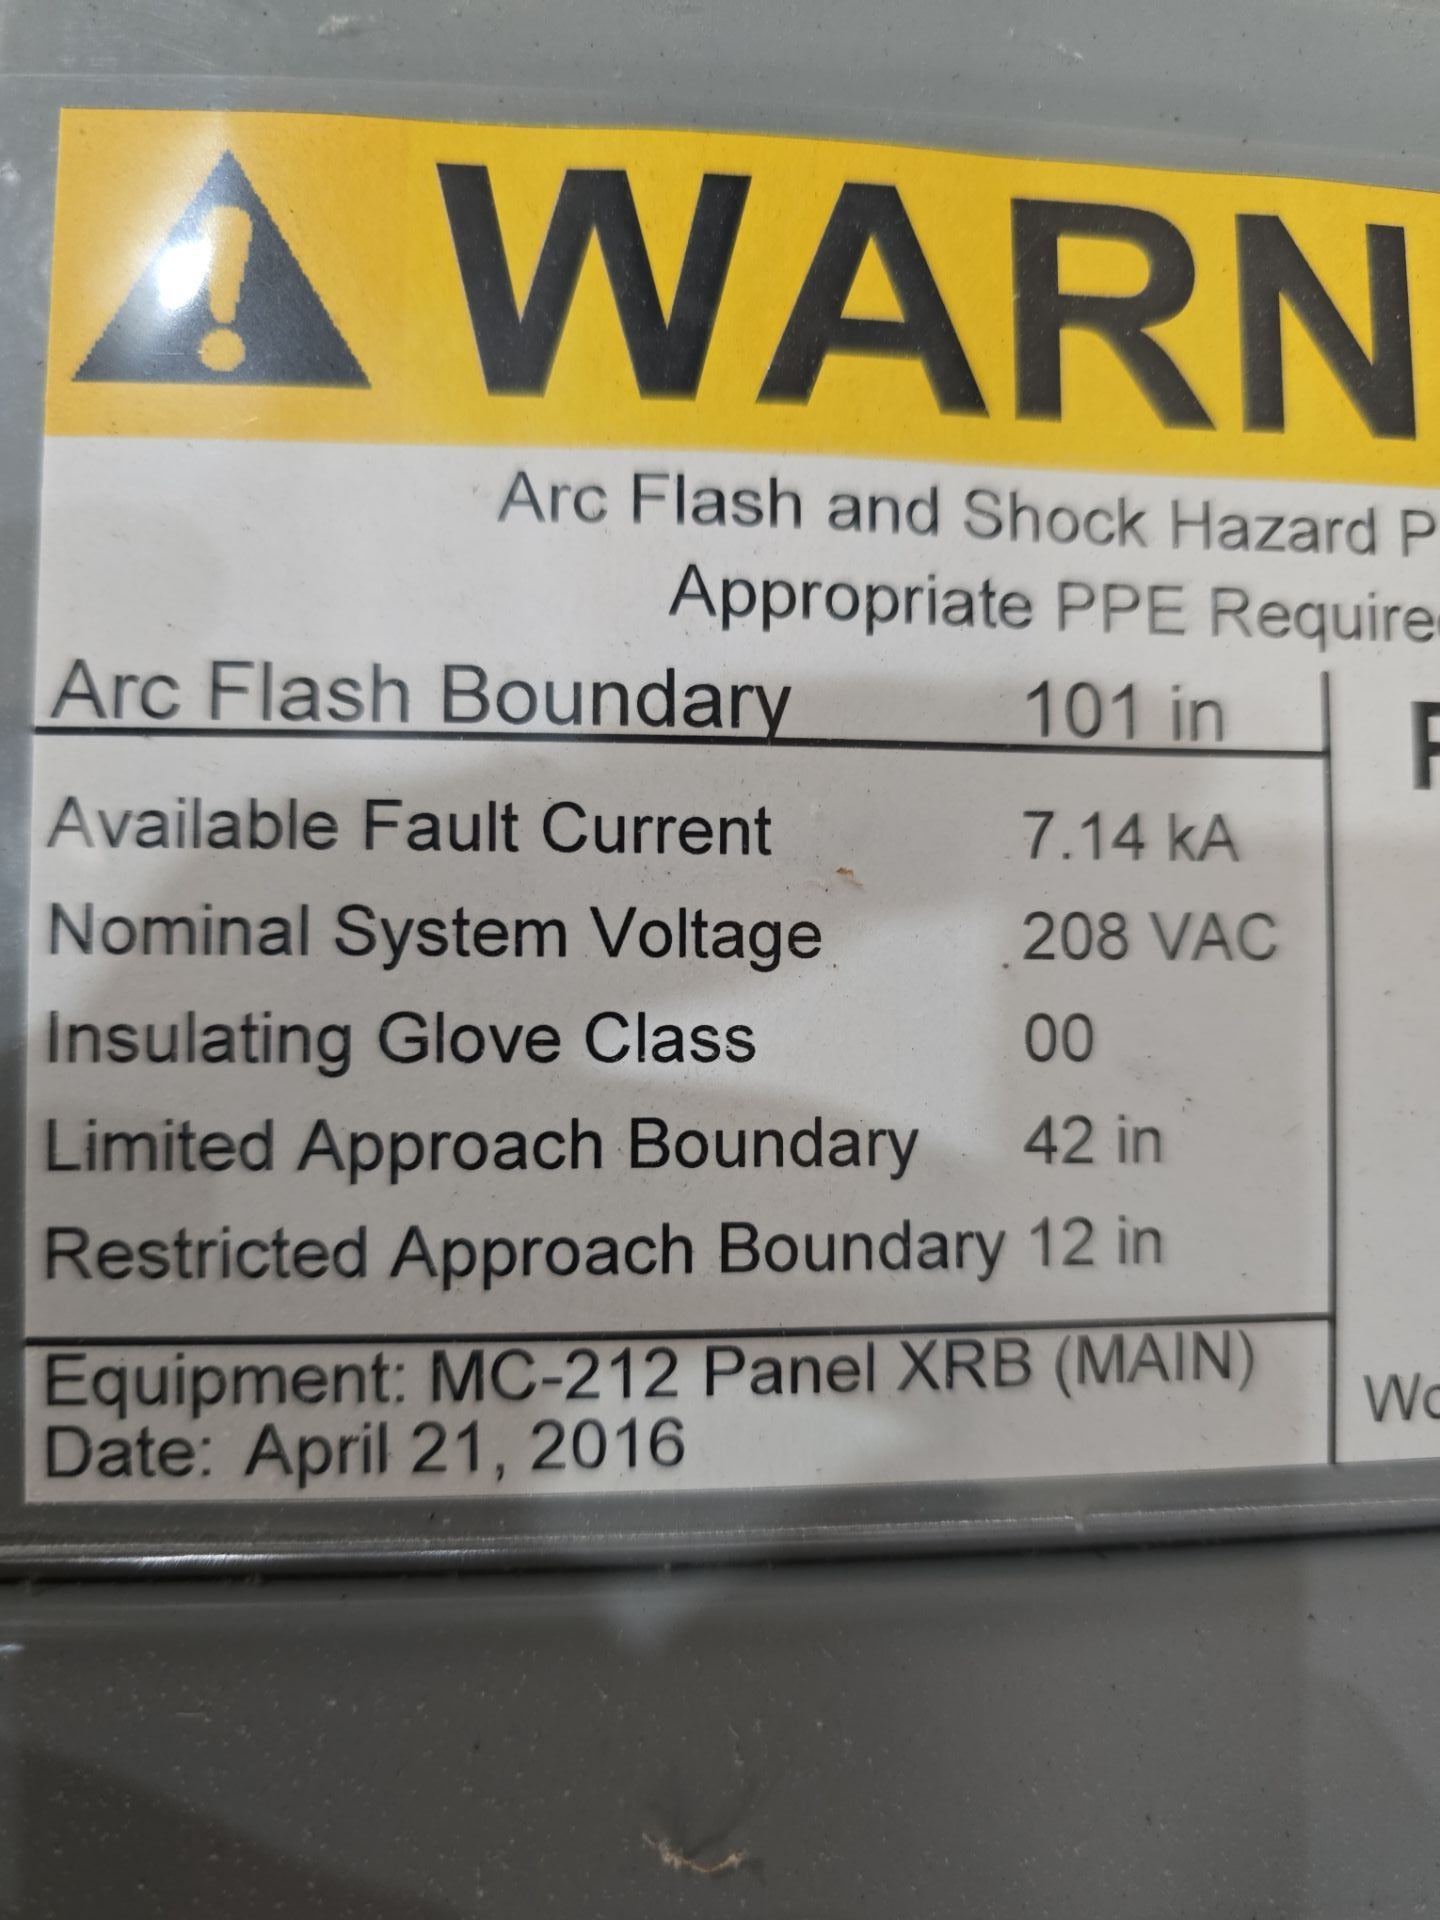 WARN
Arc Flash and Shock Hazard P
Appropriate PPE Require
Arc Flash Boundary 101 in
Available Fault Current 7.14 kA
Nominal System Voltage 208 VAC
Insulating Glove Class 00
Limited Approach Boundary 42 in
Restricted Approach Boundary 12 in
Equipment: MC-212 Panel XRB (MAIN)
Date: April 21, 2016